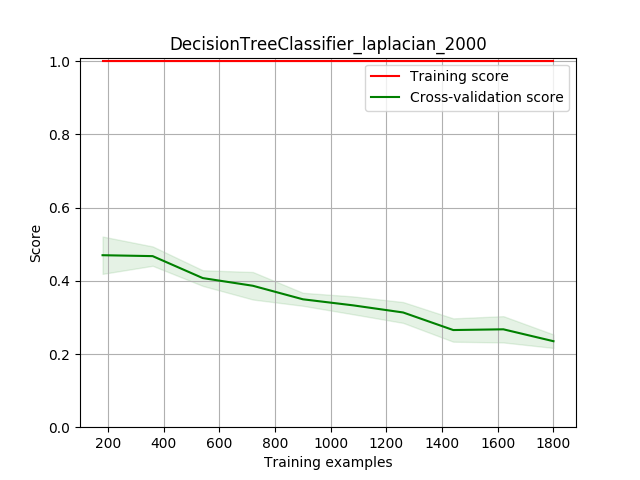 DecisionTreeClassifier_laplacian_2000
1.0
0.8
0.6
0.4
0.2
0.0
Score
Training score
Cross-validation score
200 400 600 800 1000 1200 1400 1600 1800
Training examples